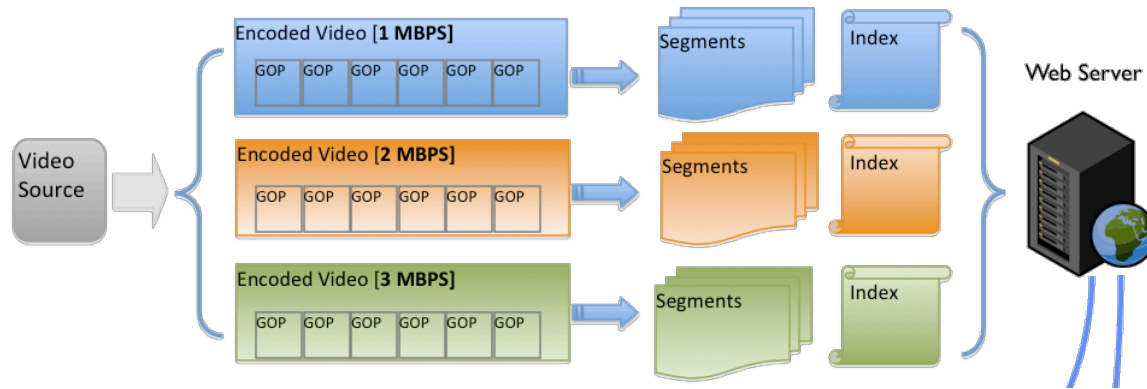 Encoded Video [1 MBPS]
GOP GOP GOP GOP GOP GOP
Segments
Index
Web Server
Video
Source
Encoded Video [2 MBPS]
GOP GOP GOP GOP GOP GOP
Segments
Index
Encoded Video [3 MBPS]
GOP GOP GOP GOP GOP GOP
Segments
Index